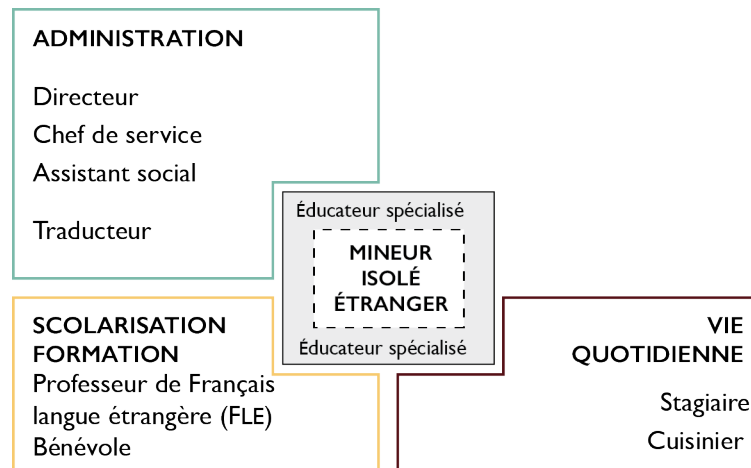 ADMINISTRATION
Directeur
Chef de service
Assistant social
Traducteur
Éducateur spécialisé
MINEUR
ISOLÉ
ÉTRANGER
Éducateur spécialisé
SCOLARISATION
FORMATION
Professeur de Français
langue étrangère (FLE)
Bénévole
VIE
QUOTIDIENNE
Stagiaire
Cuisinier